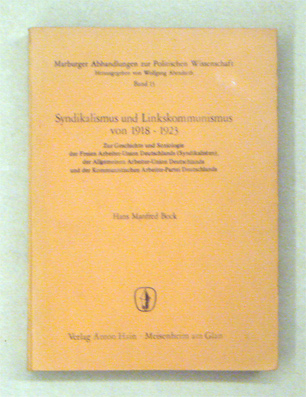 Marburger Abhandlungen zur Politischen Wissenschaft
Herausgegeben von Wolfgang Abendroth
Band 13
Syndikalismus und Linkskommunismus
von 1918 - 1923
Zur Geschichte und Soziologie
der Freien Arbeiter-Union Deutschlands (Syndikalisten),
der Allgemeinen Arbeiter-Union Deutschlands
und der Kommunistischen Arbeiter-Partei Deutschlands
Hans Manfred Bock
Verlag Anton Hain · Meisenheim am Glan